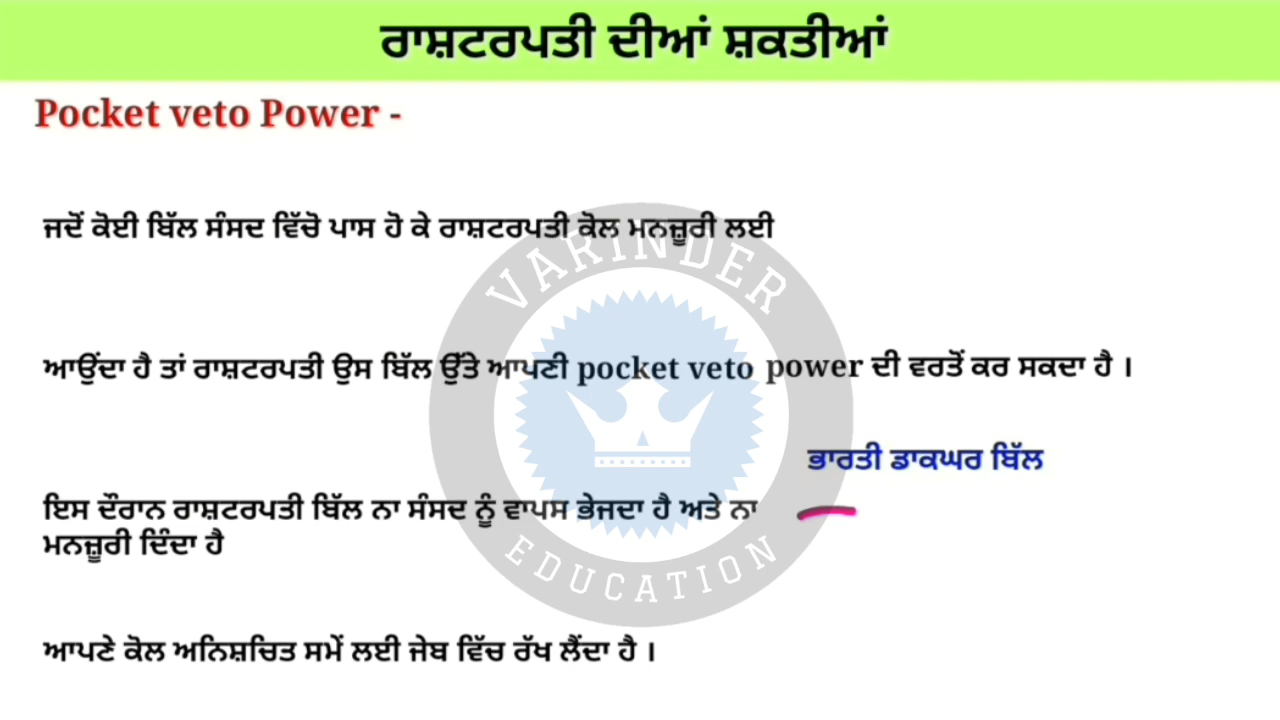 ਰਾਸ਼ਟਰਪਤੀ ਦੀਆਂ ਸ਼ਕਤੀਆਂ
Pocket veto Power -
ਜਦੋਂ ਕੋਈ ਬਿੱਲ ਸੰਸਦ ਵਿੱਚੋ ਪਾਸ ਹੋ ਕੇ ਰਾਸ਼ਟਰਪਤੀ ਕੋਲ ਮਨਜ਼ੂਰੀ ਲਈ
VARINDER
ਆਉਂਦਾ ਹੈ ਤਾਂ ਰਾਸ਼ਟਰਪਤੀ ਉਸ ਬਿੱਲ ਉੱਤੇ ਆਪਣੀ pocket veto power ਦੀ ਵਰਤੋਂ ਕਰ ਸਕਦਾ ਹੈ ।
ਭਾਰਤੀ ਡਾਕਘਰ ਬਿੱਲ
ਇਸ ਦੌਰਾਨ ਰਾਸ਼ਟਰਪਤੀ ਬਿੱਲ ਨਾ ਸੰਸਦ ਨੂੰ ਵਾਪਸ ਭੇਜਦਾ ਹੈ ਅਤੇ ਨਾ
ਮਨਜ਼ੂਰੀ ਦਿੰਦਾ ਹੈ
EDUCATION
ਆਪਣੇ ਕੋਲ ਅਨਿਸ਼ਚਿਤ ਸਮੇਂ ਲਈ ਜੇਬ ਵਿੱਚ ਰੱਖ ਲੈਂਦਾ ਹੈ ।